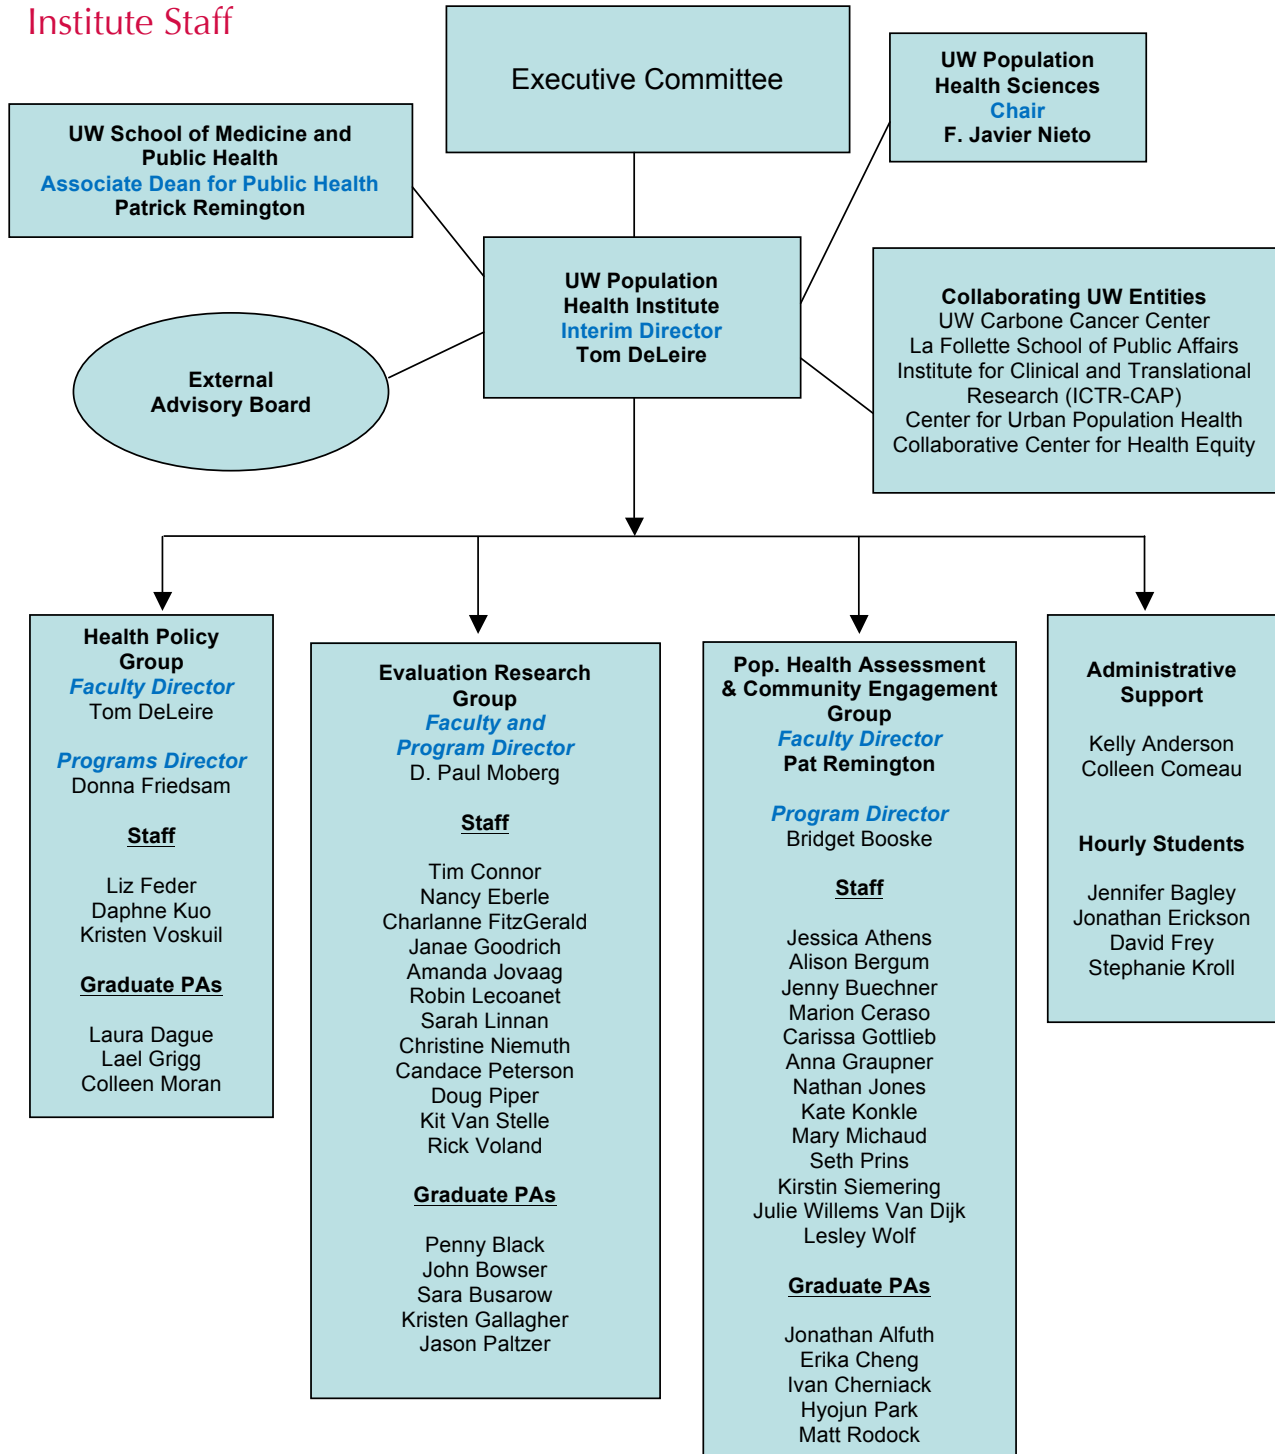 Institute Staff
Executive Committee
UW Population
Health Sciences
Chair
F. Javier Nieto
UW School of Medicine and
Public Health
Associate Dean for Public Health
Patrick Remington
UW Population
Health Institute
Interim Director
Tom DeLeire
Collaborating UW Entities
UW Carbone Cancer Center
La Follette School of Public Affairs
Institute for Clinical and Translational
Research (ICTR-CAP)
Center for Urban Population Health
Collaborative Center for Health Equity
External
Advisory Board
Health Policy
Group
Faculty Director
Tom DeLeire
Programs Director
Donna Friedsam
Staff
Liz Feder
Daphne Kuo
Kristen Voskuil
Graduate PAs
Laura Dague
Lael Grigg
Colleen Moran
Evaluation Research
Group
Faculty and
Program Director
D. Paul Moberg
Staff
Tim Connor
Nancy Eberle
Charlanne FitzGerald
Janae Goodrich
Amanda Jovaag
Robin Lecoanet
Sarah Linnan
Christine Niemuth
Candace Peterson
Doug Piper
Kit Van Stelle
Rick Voland
Graduate PAs
Penny Black
John Bowser
Sara Busarow
Kristen Gallagher
Jason Paltzer
Pop. Health Assessment
& Community Engagement
Group
Faculty Director
Pat Remington
Program Director
Bridget Booske
Staff
Jessica Athens
Alison Bergum
Jenny Buechner
Marion Ceraso
Carissa Gottlieb
Anna Graupner
Nathan Jones
Kate Konkle
Mary Michaud
Seth Prins
Kirstin Siemering
Julie Willems Van Dijk
Lesley Wolf
Graduate PAs
Jonathan Alfuth
Erika Cheng
Ivan Cherniack
Hyojun Park
Matt Rodock
Administrative
Support
Kelly Anderson
Colleen Comeau
Hourly Students
Jennifer Bagley
Jonathan Erickson
David Frey
Stephanie Kroll